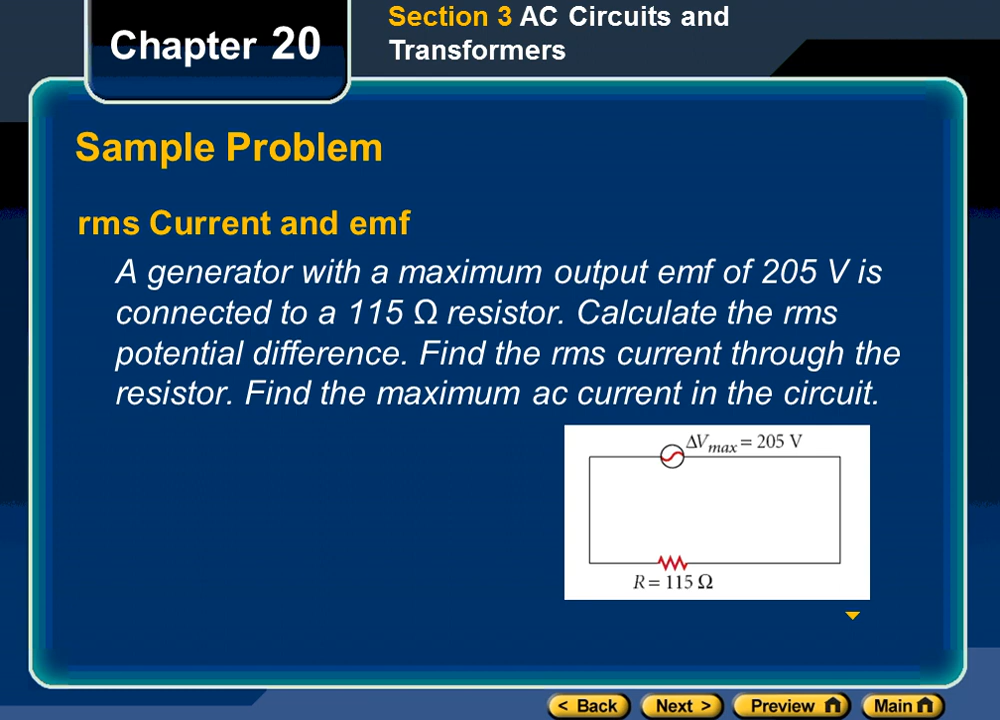 Chapter 20
Section 3 AC Circuits and
Transformers
Sample Problem
rms Current and emf
A generator with a maximum output emf of 205 V is
connected to a 115 Ω resistor. Calculate the rms
potential difference. Find the rms current through the
resistor. Find the maximum ac current in the circuit.
ΔVmax = 205 V
R = 115 Ω
< Back
Next >
Preview
Main